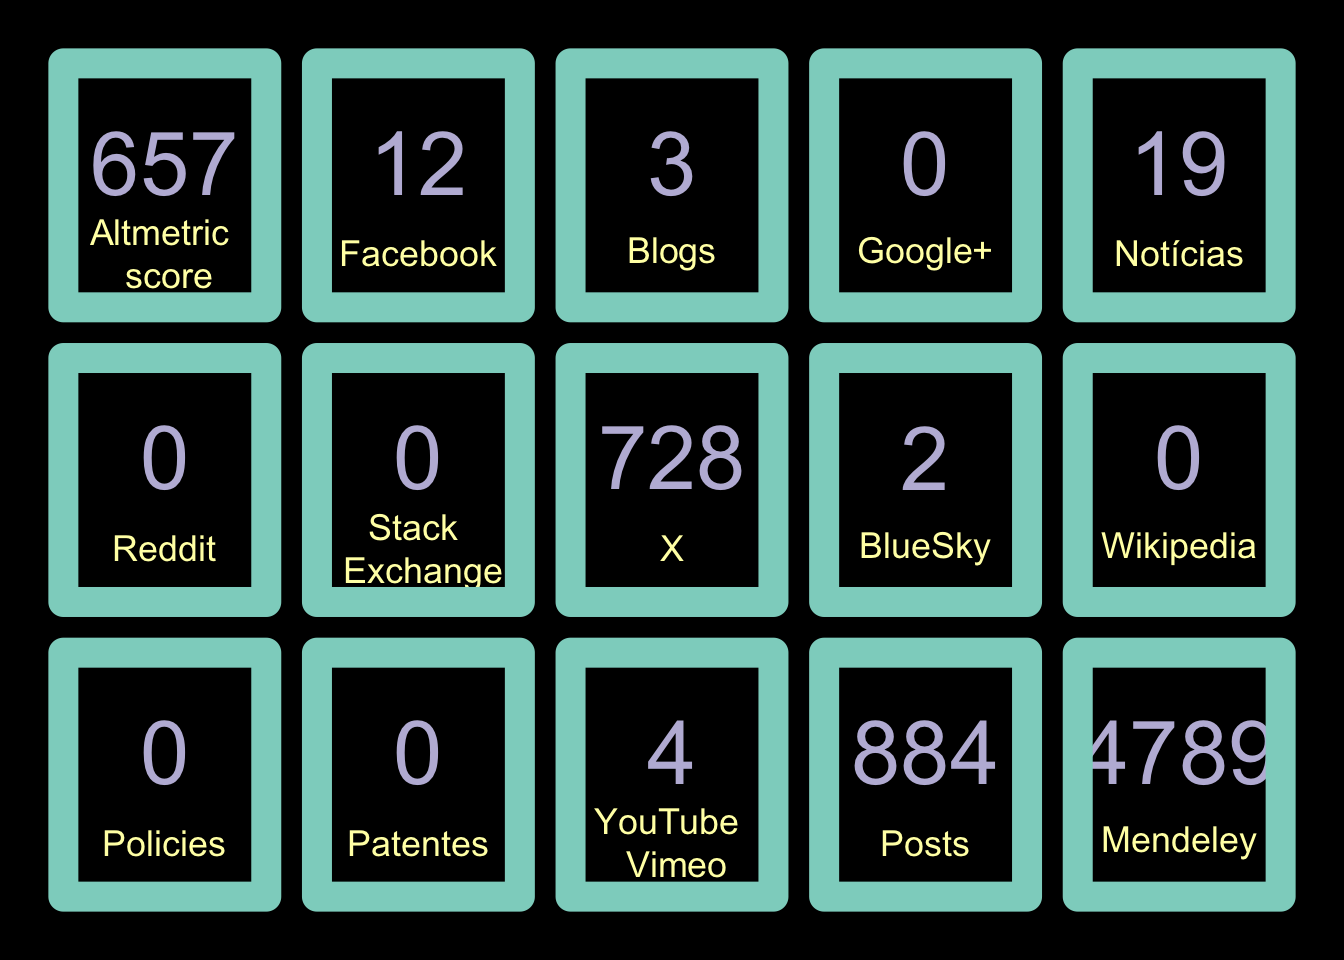 657
Altmetric
score
12
Facebook
3
Blogs
0
Google+
19
Notícias
0
Reddit
0
Stack
Exchange
728
X
2
BlueSky
0
Wikipedia
0
Policies
0
Patentes
4
YouTube
Vimeo
884
Posts
4789
Mendeley